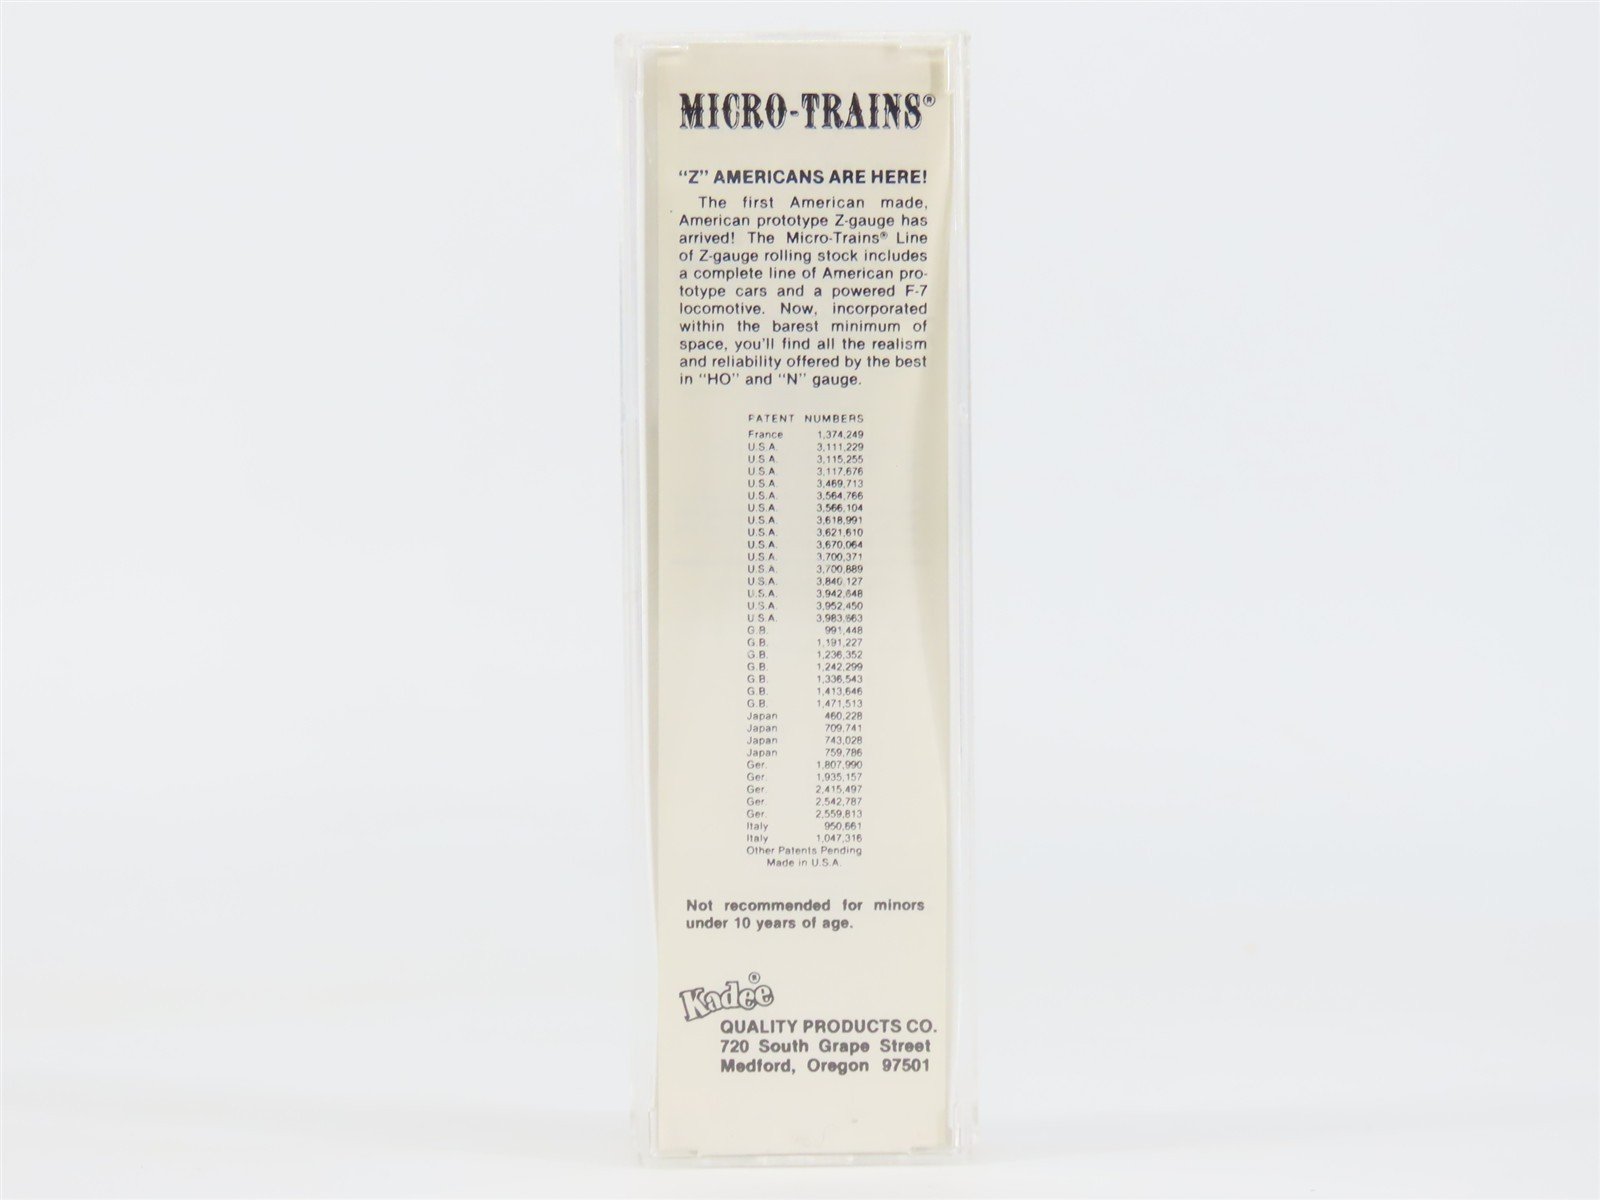 MICRO-TRAINS®
"Z" AMERICANS ARE HERE!
The first American made,
American prototype Z-gauge has
arrived! The Micro-Trains® Line
of Z-gauge rolling stock includes
a complete line of American pro-
totype cars and a powered F-7
locomotive. Now, incorporated
within the barest minimum of
space, you'll find all the realism
and reliability offered by the best
in "HO" and "N" gauge.
PATENT NUMBERS
France 1,374,249
U.S.A. 3,111,229
U.S.A. 3,115,255
U.S.A. 3,117,676
U.S.A. 3,469,713
U.S.A. 3,564,766
U.S.A. 3,566,104
U.S.A. 3,618,991
U.S.A. 3,621,610
U.S.A. 3,670,064
U.S.A. 3,700,371
U.S.A. 3,700,889
U.S.A. 3,840,127
U.S.A. 3,942,648
U.S.A. 3,952,450
U.S.A. 3,983,663
G.B. 991,448
G.B. 1,191,227
G.B. 1,236,352
G.B. 1,242,299
G.B. 1,336,543
G.B. 1,413,646
G.B. 1,471,513
Japan 460,228
Japan 709,741
Japan 743,028
Japan 759,786
Ger. 1,807,990
Ger. 1,935,157
Ger. 2,415,497
Ger. 2,542,787
Ger. 2,559,813
Italy 950,661
Italy 1,047,316
Other Patents Pending
Made in U.S.A.
Not recommended for minors
under 10 years of age.
Kadee®
QUALITY PRODUCTS CO.
720 South Grape Street
Medford, Oregon 97501